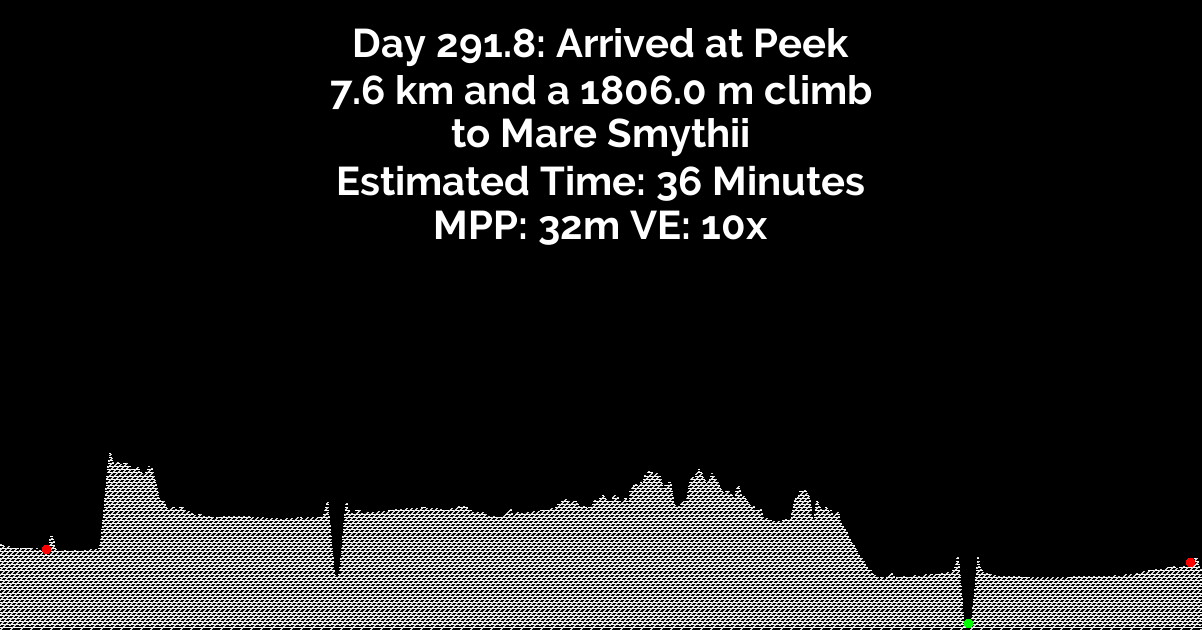 Day 291.8: Arrived at Peek
7.6 km and a 1806.0 m climb
to Mare Smythii
Estimated Time: 36 Minutes
MPP: 32m VE: 10x